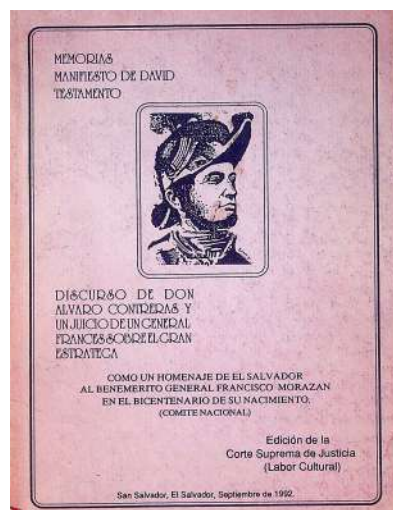 MEMORIAS
MANIFIESTO DE DAVID
TESTAMENTO
DISCURSO DE DON
ALVARO CONTRERAS Y
UN JUICIO DE UN GENERAL
FRANCES SOBRE EL GRAN
ESTRATEGA
COMO UN HOMENAJE DE EL SALVADOR
AL BENEMERITO GENERAL FRANCISCO MORAZAN
EN EL BICENTENARIO DE SU NACIMIENTO.
(COMITE NACIONAL)
Edición de la
Corte Suprema de Justicia
(Labor Cultural)
San Salvador, El Salvador, Septiembre de 1992.